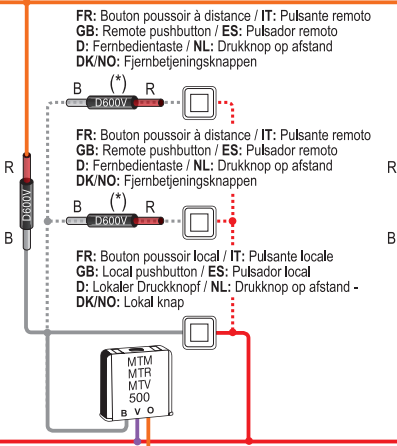 FR: Bouton poussoir à distance / IT: Pulsante remoto
GB: Remote pushbutton / ES: Pulsador remoto
D: Fernbedientaste / NL: Drukknop op afstand
DK/NO: Fjernbetjeningsknappen
B (*) R
D600V
FR: Bouton poussoir à distance / IT: Pulsante remoto
GB: Remote pushbutton / ES: Pulsador remoto
D: Fernbedientaste / NL: Drukknop op afstand
DK/NO: Fjernbetjeningsknappen
R
R
D600V
B (*) R
D600V
B
B
FR: Bouton poussoir local / IT: Pulsante locale
GB: Local pushbutton / ES: Pulsador local
D: Lokaler Druckknopf / NL: Drukknop op afstand -
DK/NO: Lokal knap
MTM
MTR
MTV
500
B V O